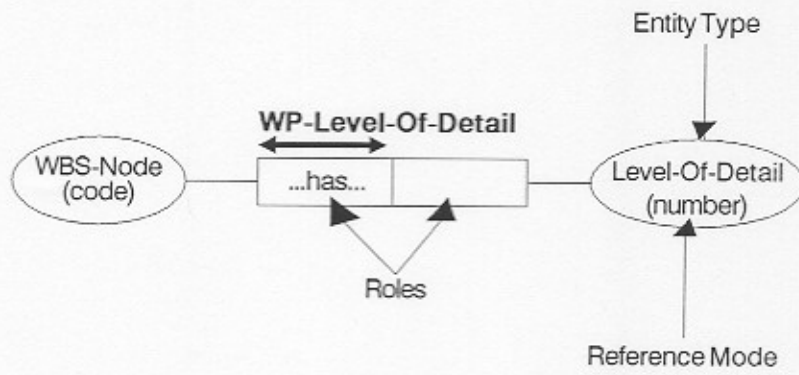 Entity Type
WP-Level-Of-Detail
WBS-Node
(code)
...has...
Level-Of-Detail
(number)
Roles
Reference Mode